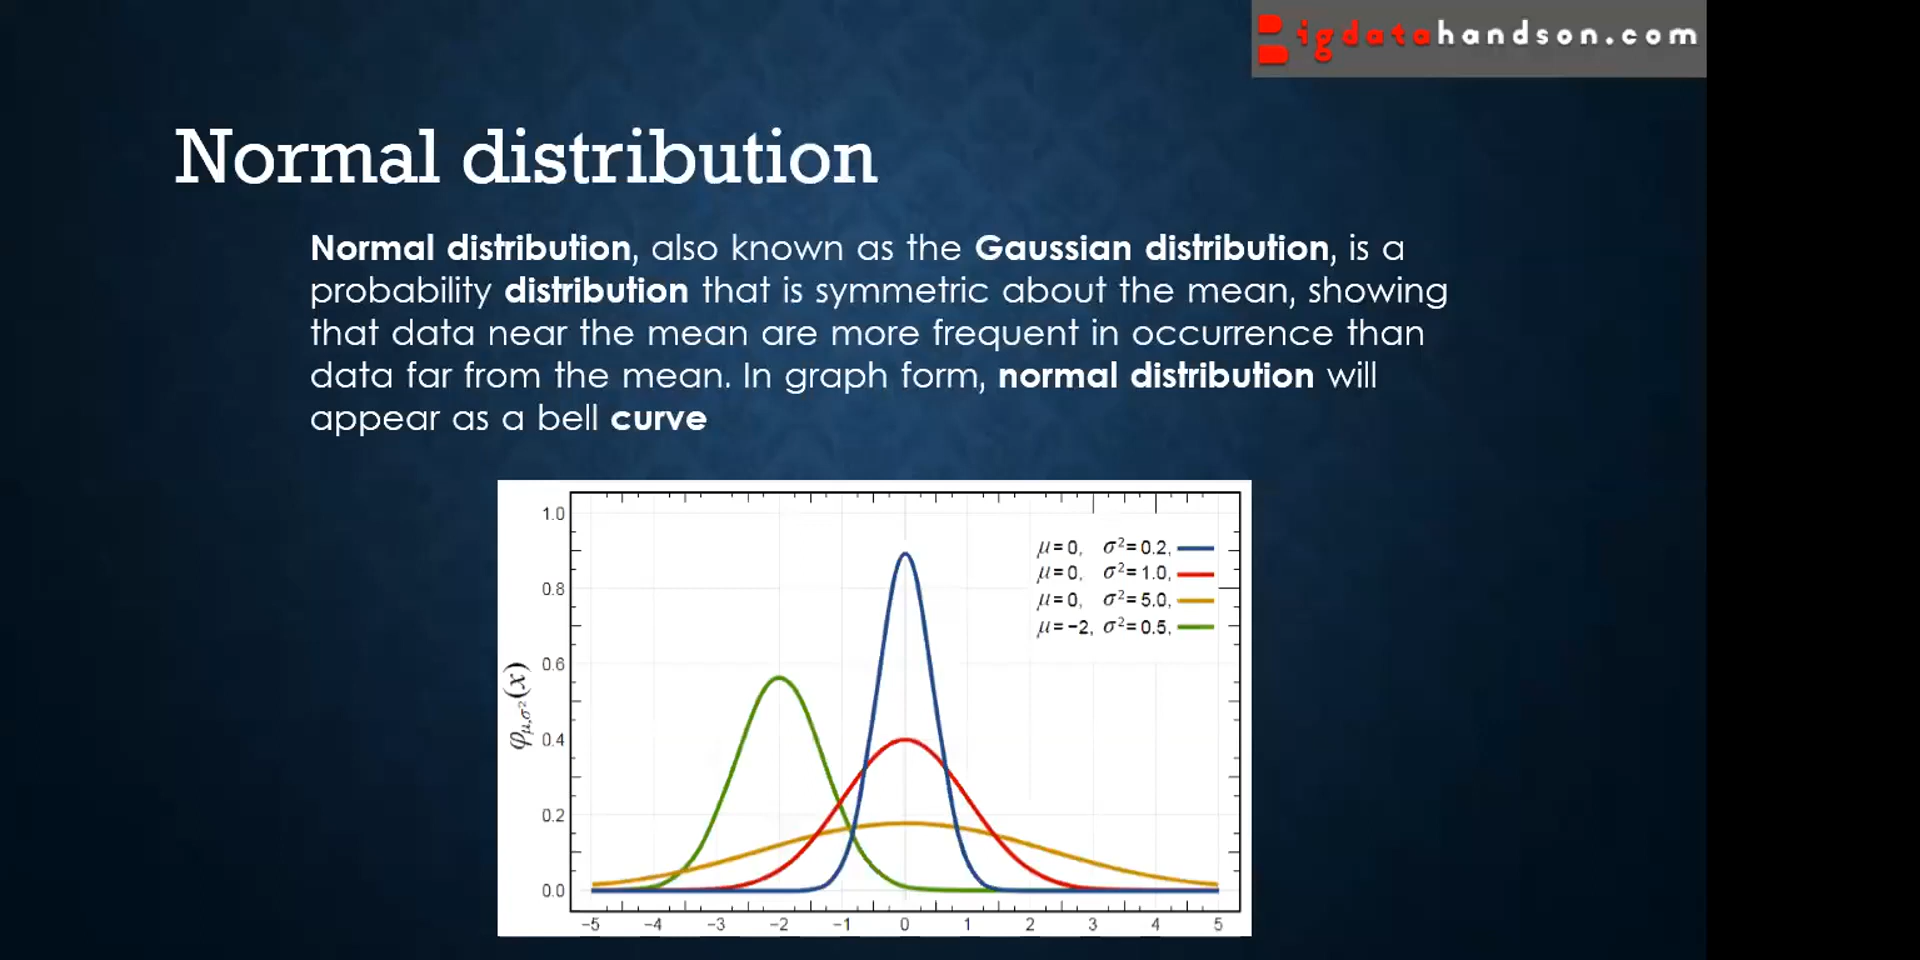 Bigdatahandson.com
Normal distribution
Normal distribution, also known as the Gaussian distribution, is a
probability distribution that is symmetric about the mean, showing
that data near the mean are more frequent in occurrence than
data far from the mean. In graph form, normal distribution will
appear as a bell curve
1.0
0.8
0.6
0.4
0.2
0.0
φμ,σ²(x)
μ=0, σ²=0.2,
μ=0, σ²=1.0,
μ=0, σ²=5.0,
μ=−2, σ²=0.5,
−5 −4 −3 −2 −1 0 1 2 3 4 5